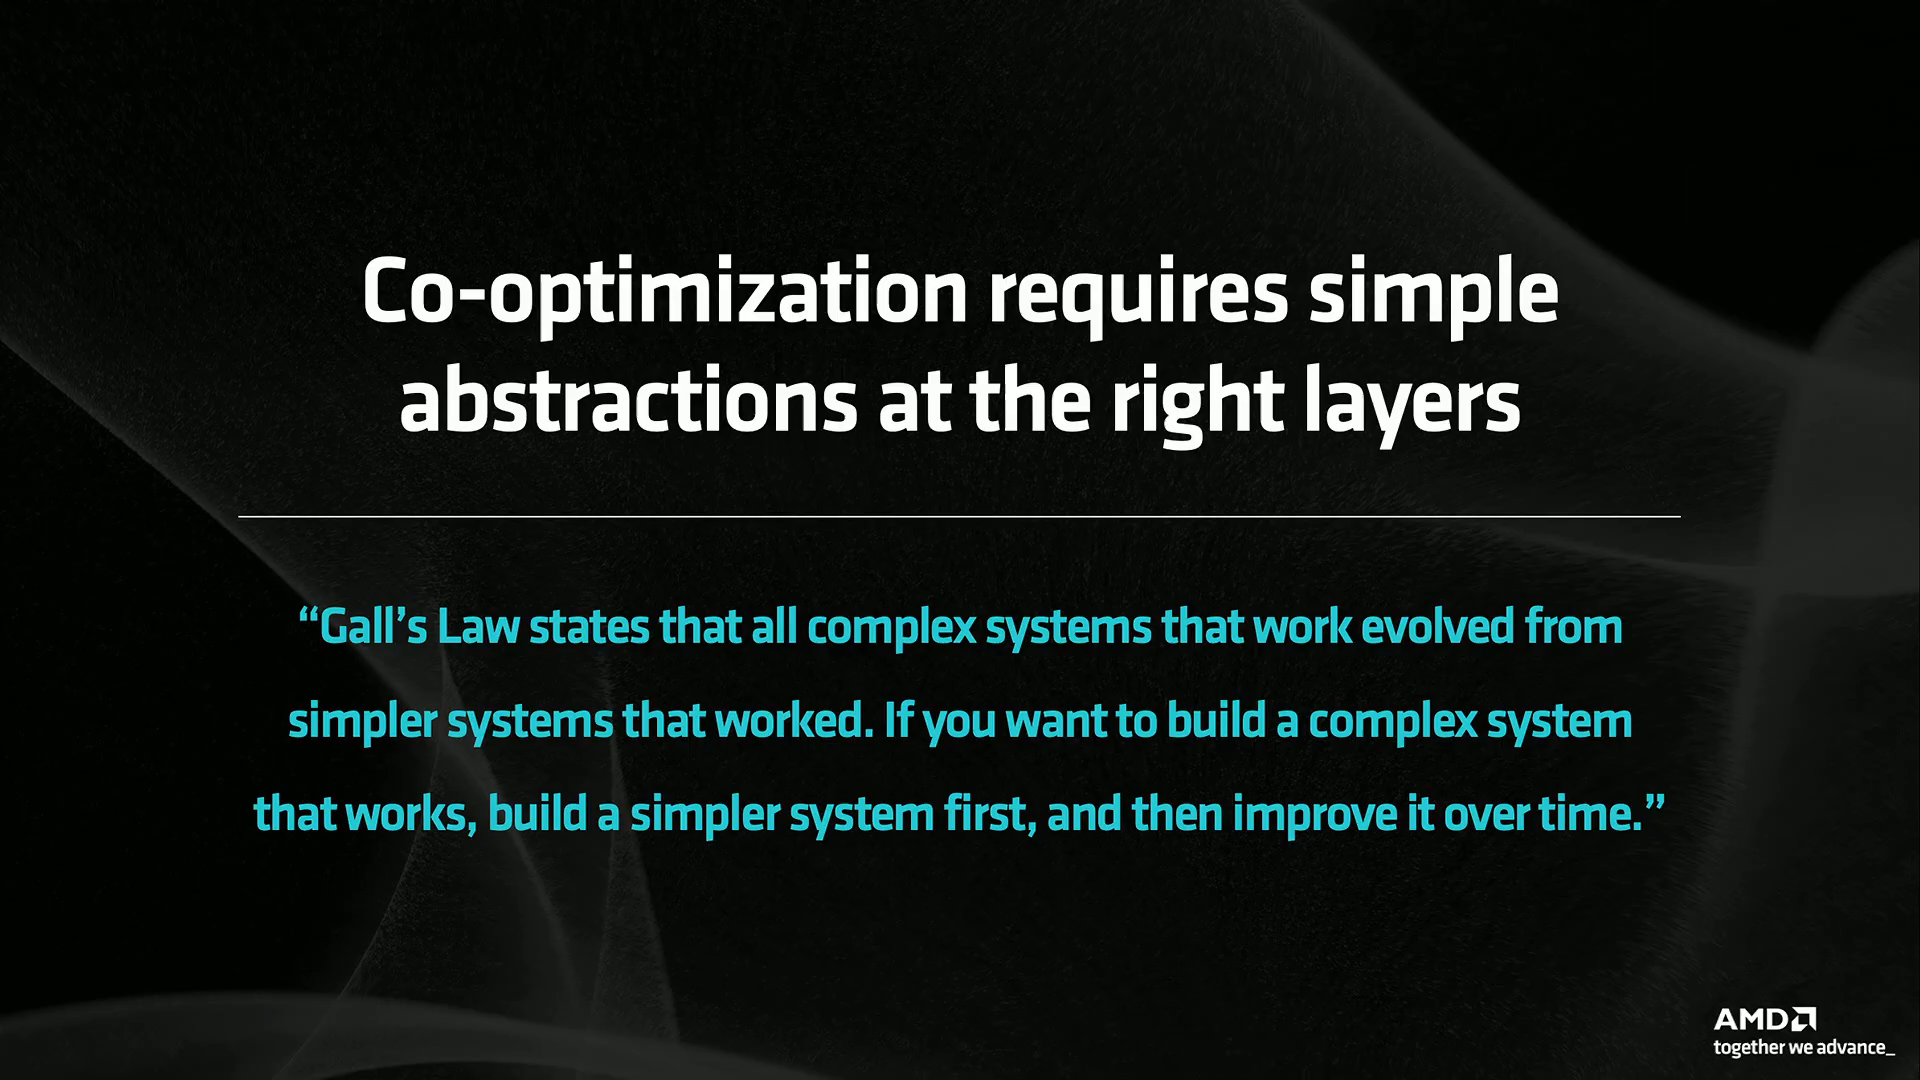 Co-optimization requires simple
abstractions at the right layers
“Gall’s Law states that all complex systems that work evolved from
simpler systems that worked. If you want to build a complex system
that works, build a simpler system first, and then improve it over time.”
AMD
together we advance_